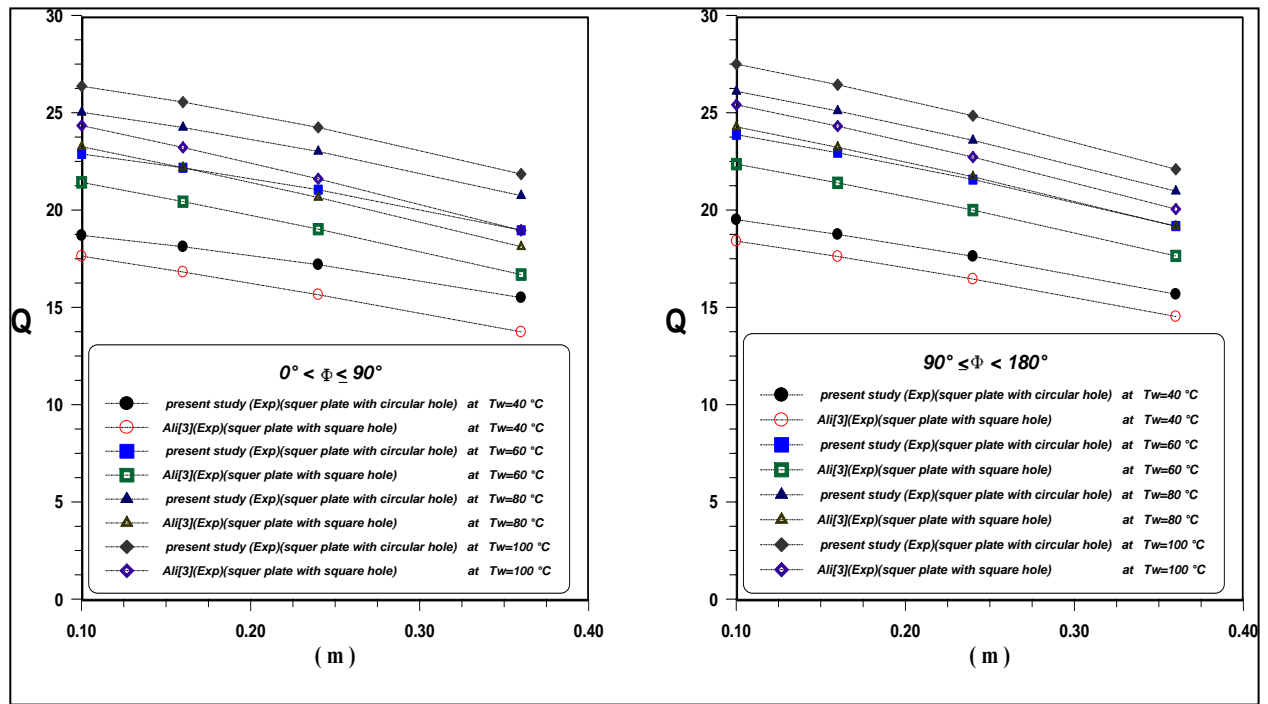 30
25
20
15
10
5
0
Q
0° < Φ ≤ 90°
present study (Exp)(squer plate with circular hole) at Tw=40 °C
Ali[3](Exp)(squer plate with square hole) at Tw=40 °C
present study (Exp)(squer plate with circular hole) at Tw=60 °C
Ali[3](Exp)(squer plate with square hole) at Tw=60 °C
present study (Exp)(squer plate with circular hole) at Tw=80 °C
Ali[3](Exp)(squer plate with square hole) at Tw=80 °C
present study (Exp)(squer plate with circular hole) at Tw=100 °C
Ali[3](Exp)(squer plate with square hole) at Tw=100 °C
0.10 0.20 0.30 0.40
( m )
30
25
20
15
10
5
0
Q
90° ≤Φ < 180°
present study (Exp)(squer plate with circular hole) at Tw=40 °C
Ali[3](Exp)(squer plate with square hole) at Tw=40 °C
present study (Exp)(squer plate with circular hole) at Tw=60 °C
Ali[3](Exp)(squer plate with square hole) at Tw=60 °C
present study (Exp)(squer plate with circular hole) at Tw=80 °C
Ali[3](Exp)(squer plate with square hole) at Tw=80 °C
present study (Exp)(squer plate with circular hole) at Tw=100 °C
Ali[3](Exp)(squer plate with square hole) at Tw=100 °C
0.10 0.20 0.30 0.40
( m )